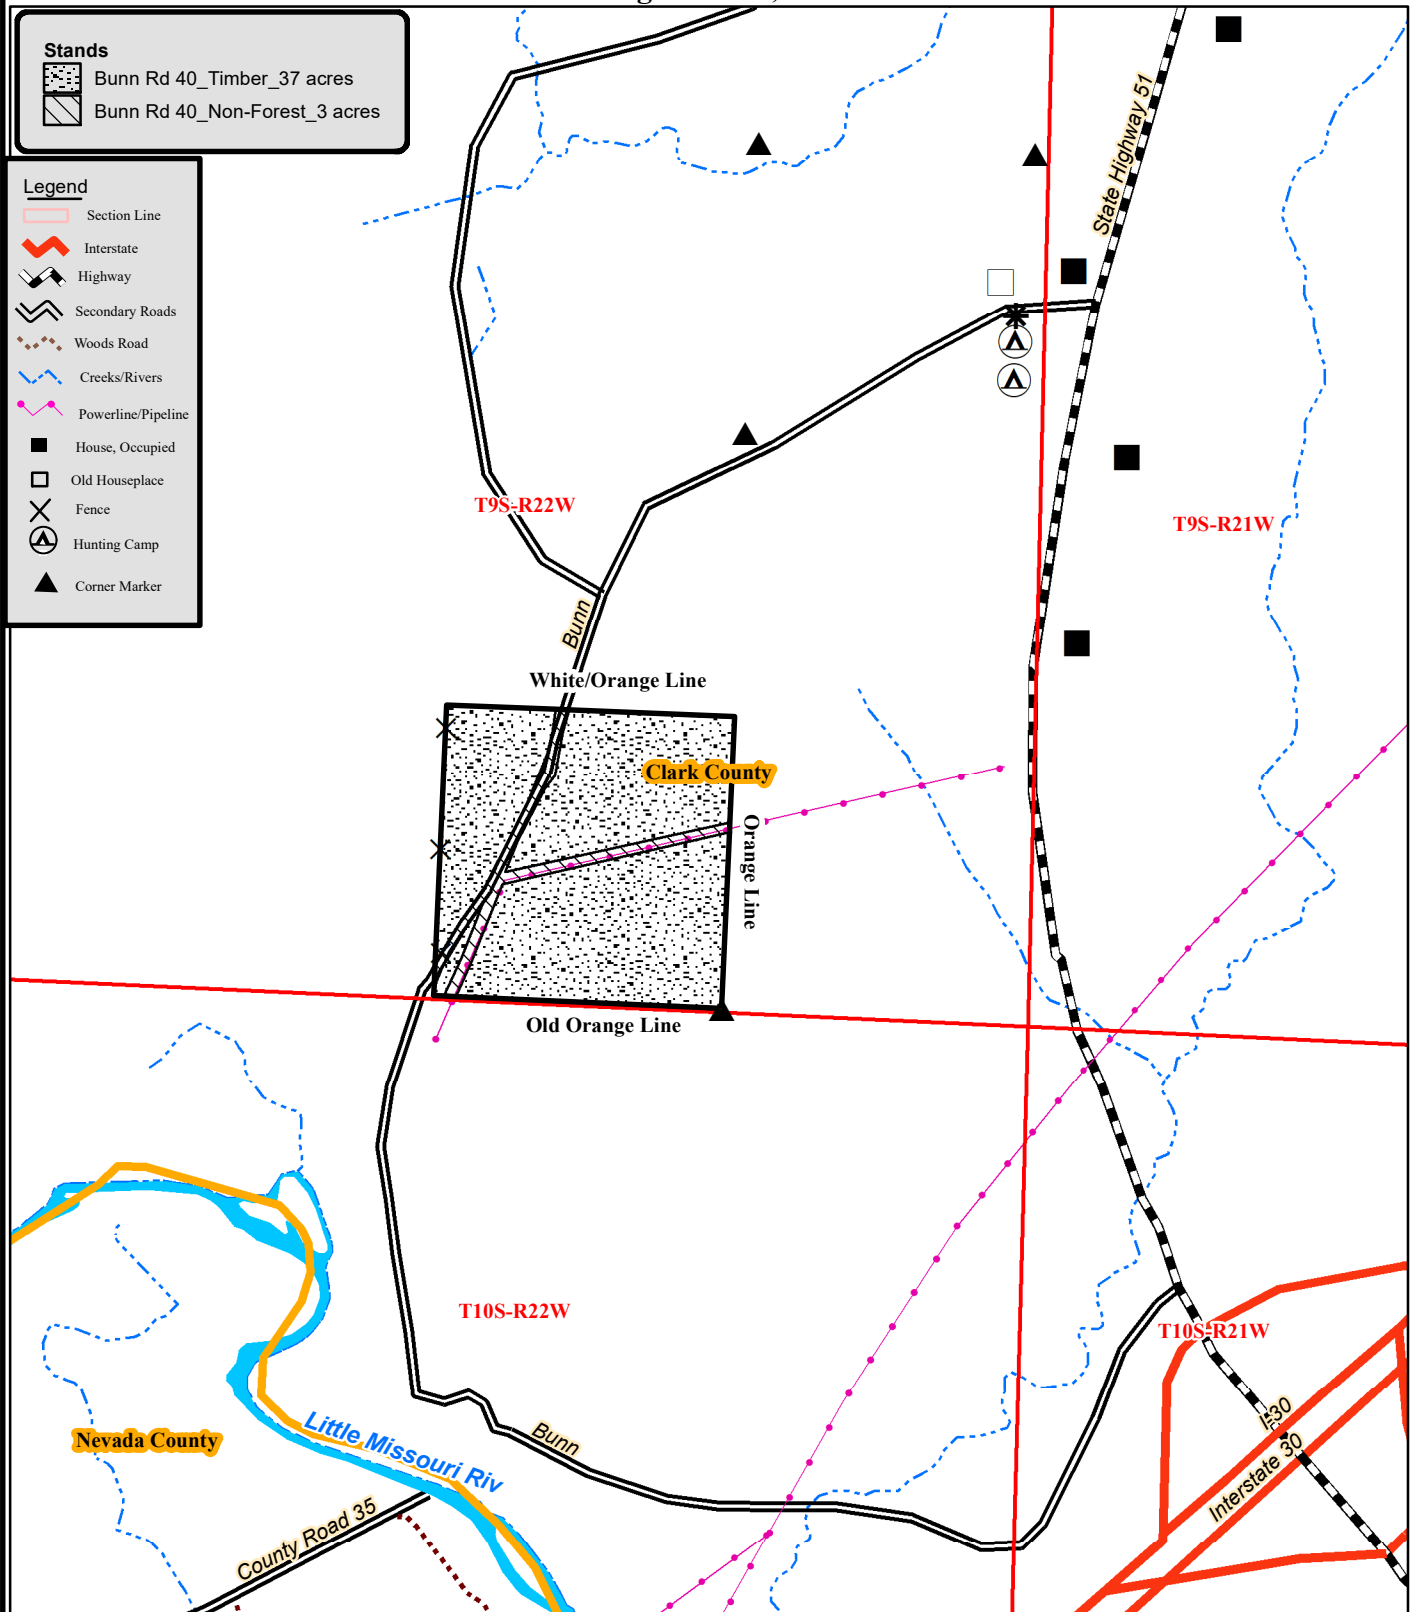 Stands
Bunn Rd 40_Timber_37 acres
Bunn Rd 40_Non-Forest_3 acres
Legend
Section Line
Interstate
Highway
Secondary Roads
Woods Road
Creeks/Rivers
Powerline/Pipeline
House, Occupied
Old Houseplace
Fence
Hunting Camp
Corner Marker
State Highway 51
T9S-R22W
T9S-R21W
Bunn
White/Orange Line
Clark County
Orange Line
Old Orange Line
T10S-R22W
T10S-R21W
I-30
Interstate 30
Nevada County
Little Missouri Riv
Bunn
County Road 35